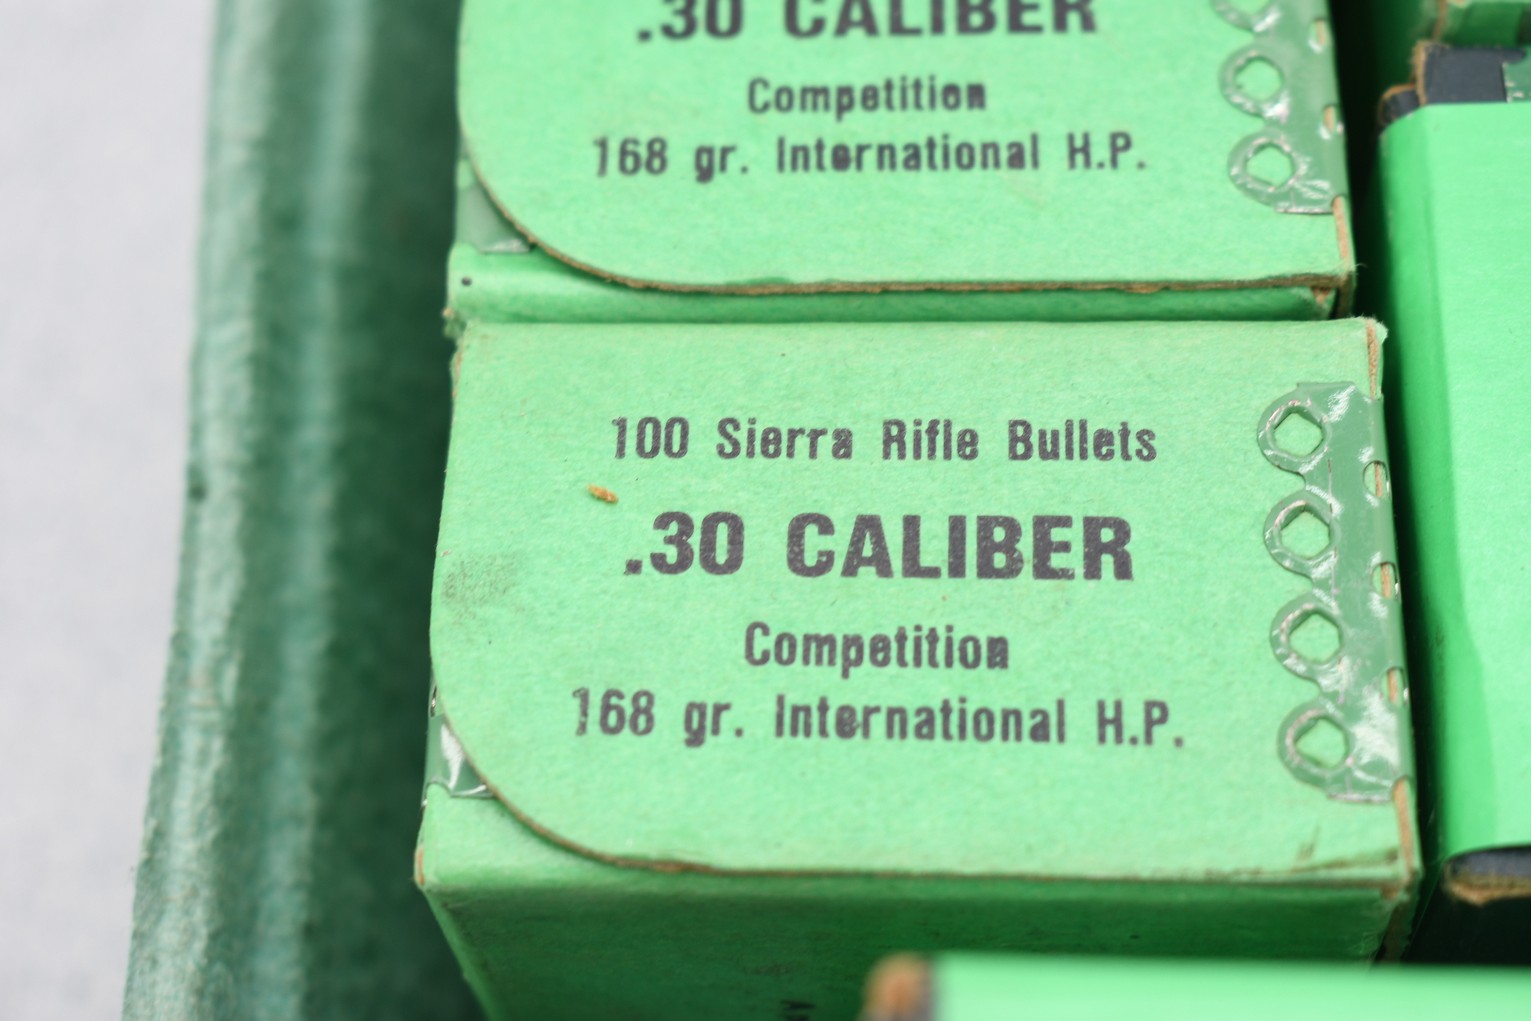 .30 CALIBER
Competition
168 gr. International H.P.
100 Sierra Rifle Bullets
.30 CALIBER
Competition
168 gr. International H.P.